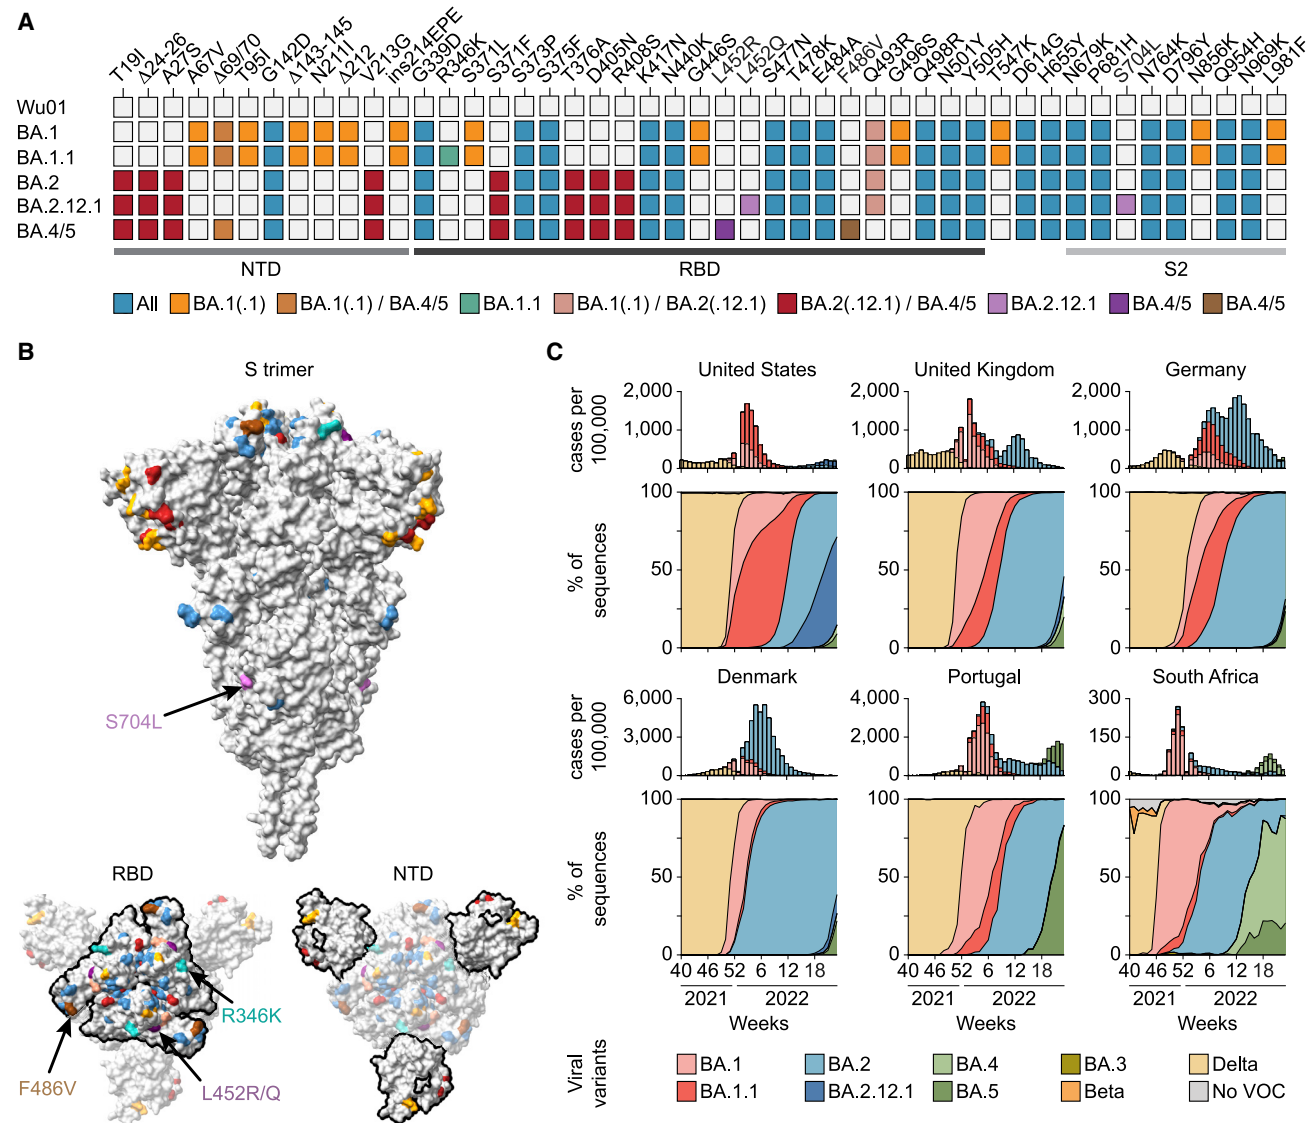 A
T19I Δ24-26 A27S A67V Δ69/70 T95I G142D Δ143-145 N211I Δ212 V213G Ins214EPE G339D R346K S371L S371F S373P S375F T376A D405N R408S K417N N440K G446S L452R L452Q S477N T478K E484A F486V Q493R G496S Q498R N501Y Y505H T547K D614G H655Y N679K P681H S704L N764K D796Y N856K Q954H N969K L981F
Wu01
BA.1
BA.1.1
BA.2
BA.2.12.1
BA.4/5
NTD RBD S2
All BA.1(.1) BA.1(.1) / BA.4/5 BA.1.1 BA.1(.1) / BA.2(.12.1) BA.2(.12.1) / BA.4/5 BA.2.12.1 BA.4/5 BA.4/5
B
S trimer
S704L
RBD NTD
R346K
F486V
L452R/Q
C
United States United Kingdom Germany
cases per
100,000
2,000 2,000 2,000
1,000 1,000 1,000
0 0 0
% of
sequences
100 100 100
50 50 50
0 0 0
Denmark Portugal South Africa
cases per
100,000
6,000 4,000 300
3,000 2,000 150
0 0 0
% of
sequences
100 100 100
50 50 50
0 0 0
40 46 52 6 12 18 40 46 52 6 12 18 40 46 52 6 12 18
2021 2022 2021 2022 2021 2022
Weeks Weeks Weeks
Viral
variants
BA.1 BA.2 BA.4 BA.3 Delta
BA.1.1 BA.2.12.1 BA.5 Beta No VOC